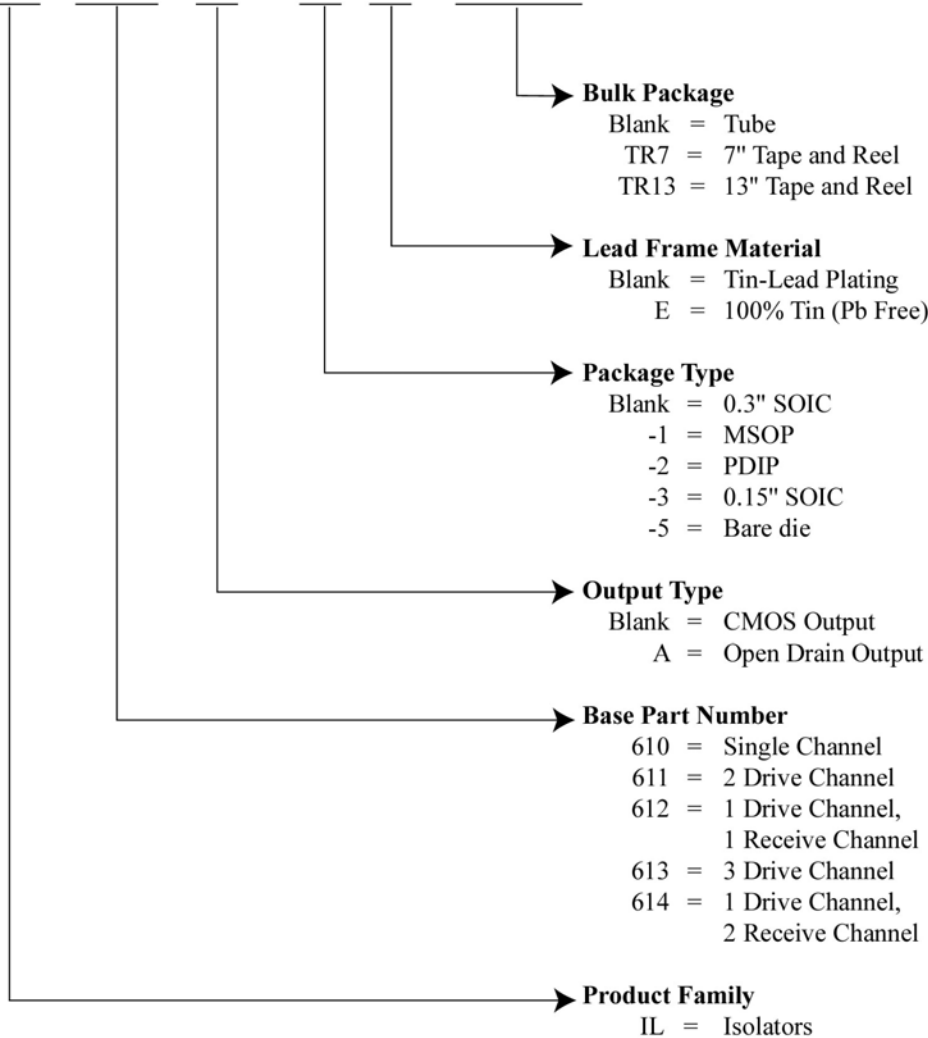 Bulk Package
Blank = Tube
TR7 = 7" Tape and Reel
TR13 = 13" Tape and Reel
Lead Frame Material
Blank = Tin-Lead Plating
E = 100% Tin (Pb Free)
Package Type
Blank = 0.3" SOIC
-1 = MSOP
-2 = PDIP
-3 = 0.15" SOIC
-5 = Bare die
Output Type
Blank = CMOS Output
A = Open Drain Output
Base Part Number
610 = Single Channel
611 = 2 Drive Channel
612 = 1 Drive Channel,
1 Receive Channel
613 = 3 Drive Channel
614 = 1 Drive Channel,
2 Receive Channel
Product Family
IL = Isolators